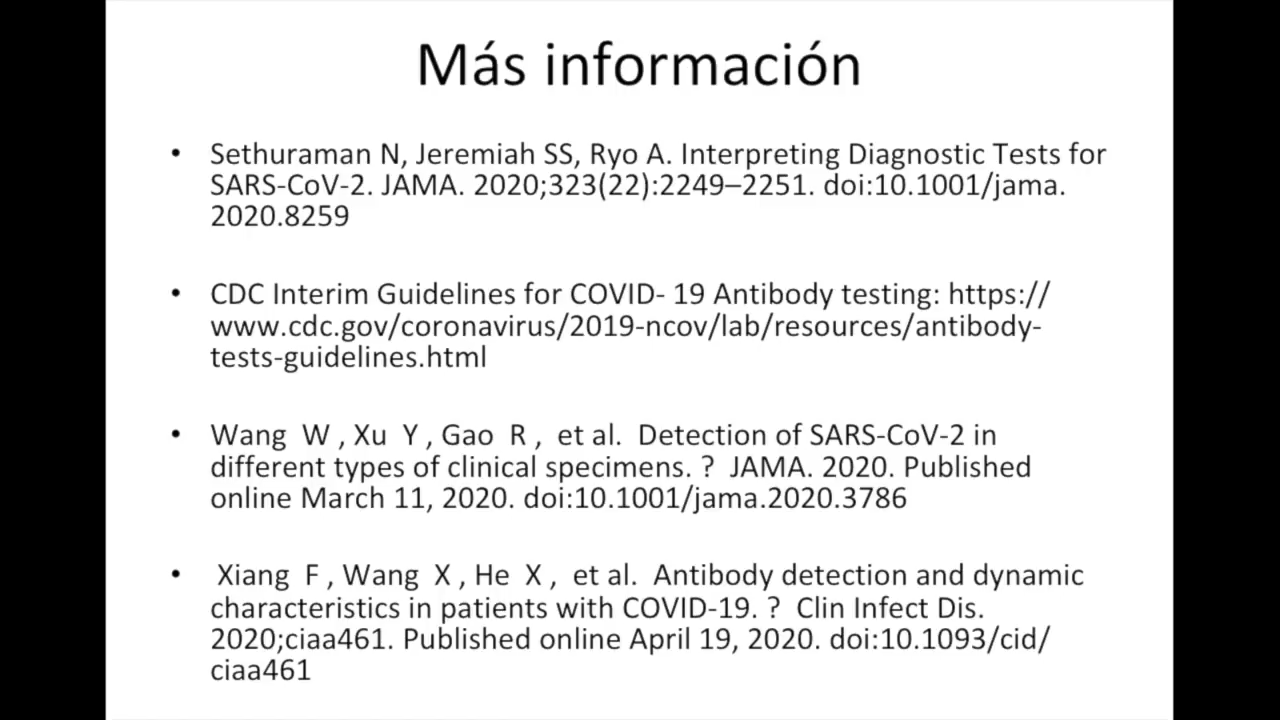 Más información
• Sethuraman N, Jeremiah SS, Ryo A. Interpreting Diagnostic Tests for
SARS-CoV-2. JAMA. 2020;323(22):2249–2251. doi:10.1001/jama.
2020.8259
• CDC Interim Guidelines for COVID- 19 Antibody testing: https://
www.cdc.gov/coronavirus/2019-ncov/lab/resources/antibody-
tests-guidelines.html
• Wang  W , Xu  Y , Gao  R ,  et al.  Detection of SARS-CoV-2 in
different types of clinical specimens. ?  JAMA. 2020. Published
online March 11, 2020. doi:10.1001/jama.2020.3786
• Xiang  F , Wang  X , He  X ,  et al.  Antibody detection and dynamic
characteristics in patients with COVID-19. ?  Clin Infect Dis.
2020;ciaa461. Published online April 19, 2020. doi:10.1093/cid/
ciaa461